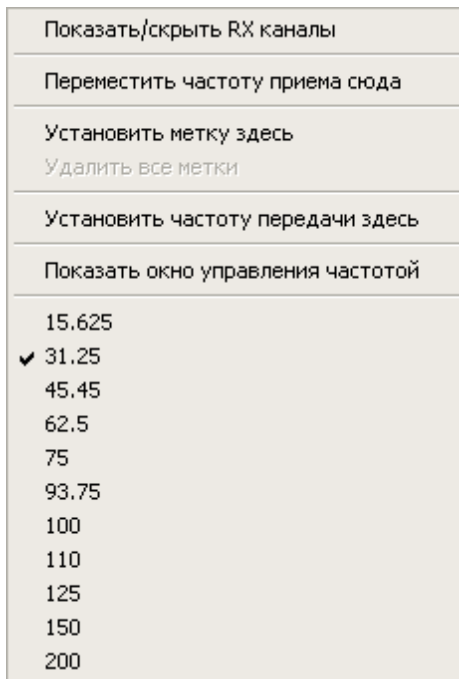 Показать/скрыть RX каналы
Переместить частоту приема сюда
Установить метку здесь
Удалить все метки
Установить частоту передачи здесь
Показать окно управления частотой
15.625
31.25
45.45
62.5
75
93.75
100
110
125
150
200